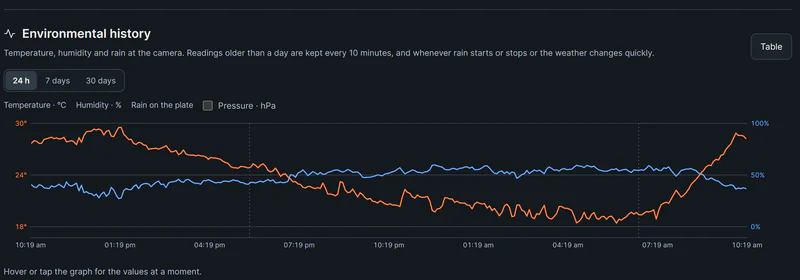 Environmental history
Temperature, humidity and rain at the camera. Readings older than a day are kept every 10 minutes, and whenever rain starts or stops or the weather changes quickly.
Table
24 h 7 days 30 days
Temperature · °C Humidity · % Rain on the plate Pressure · hPa
30° 100%
24° 50%
18° 0%
10:19 am 01:19 pm 04:19 pm 07:19 pm 10:19 pm 01:19 am 04:19 am 07:19 am 10:19 am
Hover or tap the graph for the values at a moment.